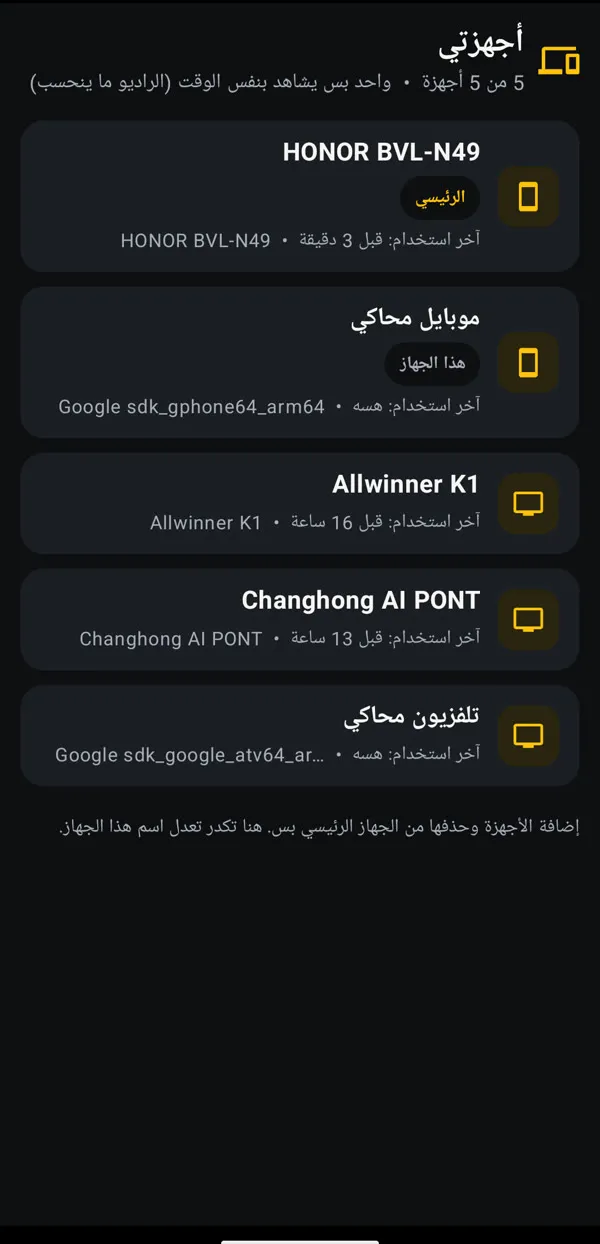 أجهزتي
5 من 5 أجهزة • واحد بس يشاهد بنفس الوقت (الراديو ما ينحسب)
HONOR BVL-N49
الرئيسي
آخر استخدام: قبل 3 دقيقة • HONOR BVL-N49
موبايل محاكي
هذا الجهاز
آخر استخدام: هسه • Google sdk_gphone64_arm64
Allwinner K1
آخر استخدام: قبل 16 ساعة • Allwinner K1
Changhong AI PONT
آخر استخدام: قبل 13 ساعة • Changhong AI PONT
تلفزيون محاكي
آخر استخدام: هسه • Google sdk_google_atv64_ar...
إضافة الأجهزة وحذفها من الجهاز الرئيسي بس. هنا تكدر تعدل اسم هذا الجهاز.